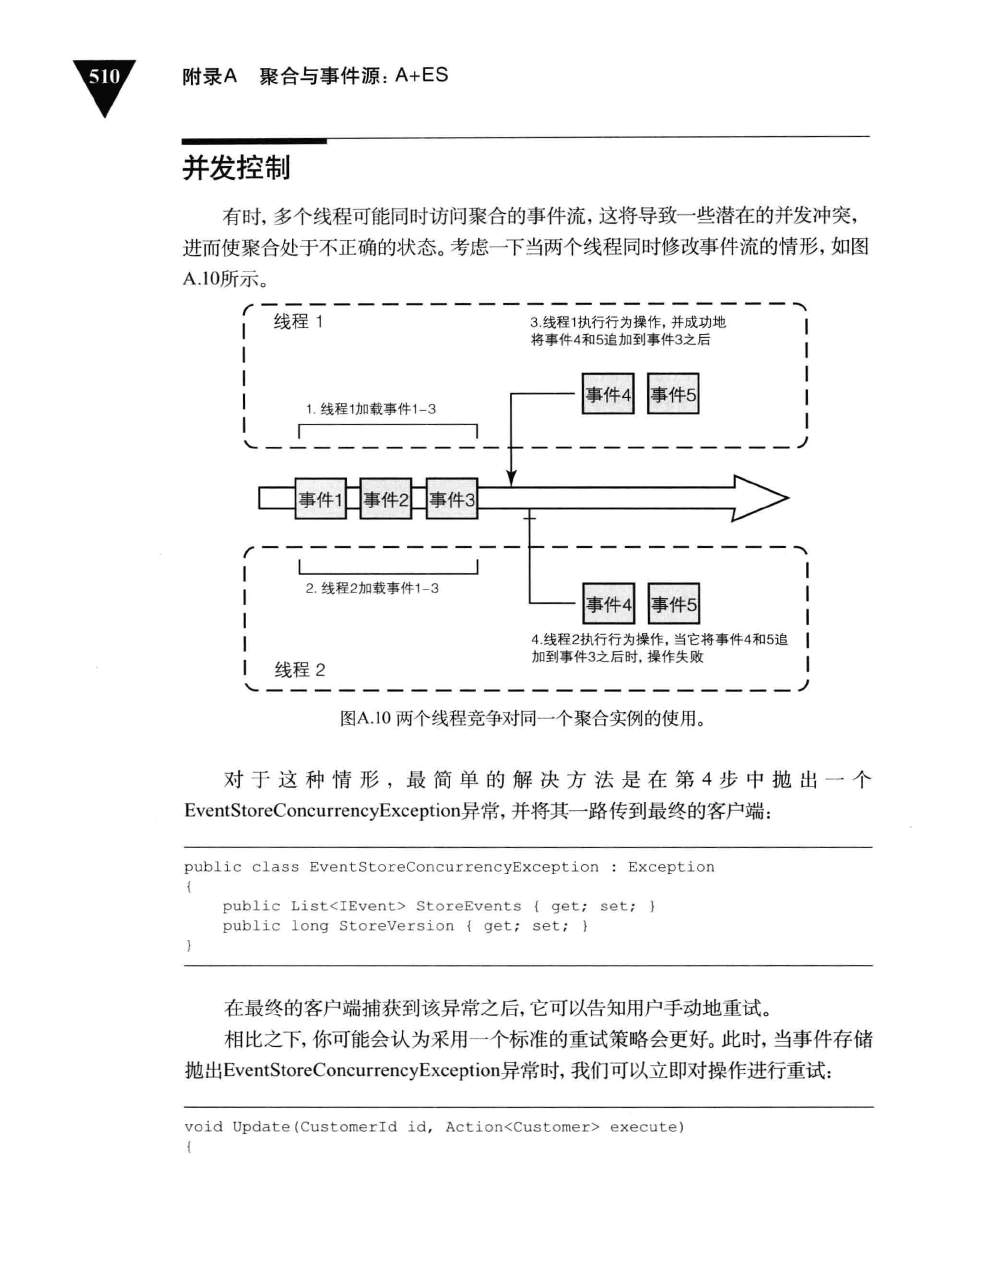 510
附录A 聚合与事件源：A+ES
并发控制
有时，多个线程可能同时访问聚合的事件流，这将导致一些潜在的并发冲突，
进而使聚合处于不正确的状态。考虑一下当两个线程同时修改事件流的情形，如图
A.10所示。
线程 1
3.线程1执行行为操作，并成功地
将事件4和5追加到事件3之后
事件4 事件5
1. 线程1加载事件1-3
事件1 事件2 事件3
2. 线程2加载事件1-3
事件4 事件5
4.线程2执行行为操作，当它将事件4和5追
加到事件3之后时，操作失败
线程 2
图A.10 两个线程竞争对同一个聚合实例的使用。
对于这种情形，最简单的解决方法是在第4步中抛出一个
EventStoreConcurrencyException异常，并将其一路传到最终的客户端：
public class EventStoreConcurrencyException : Exception
{
    public List<IEvent> StoreEvents { get; set; }
    public long StoreVersion { get; set; }
}
在最终的客户端捕获到该异常之后，它可以告知用户手动地重试。
相比之下，你可能会认为采用一个标准的重试策略会更好。此时，当事件存储
抛出EventStoreConcurrencyException异常时，我们可以立即对操作进行重试：
void Update(CustomerId id, Action<Customer> execute)
{